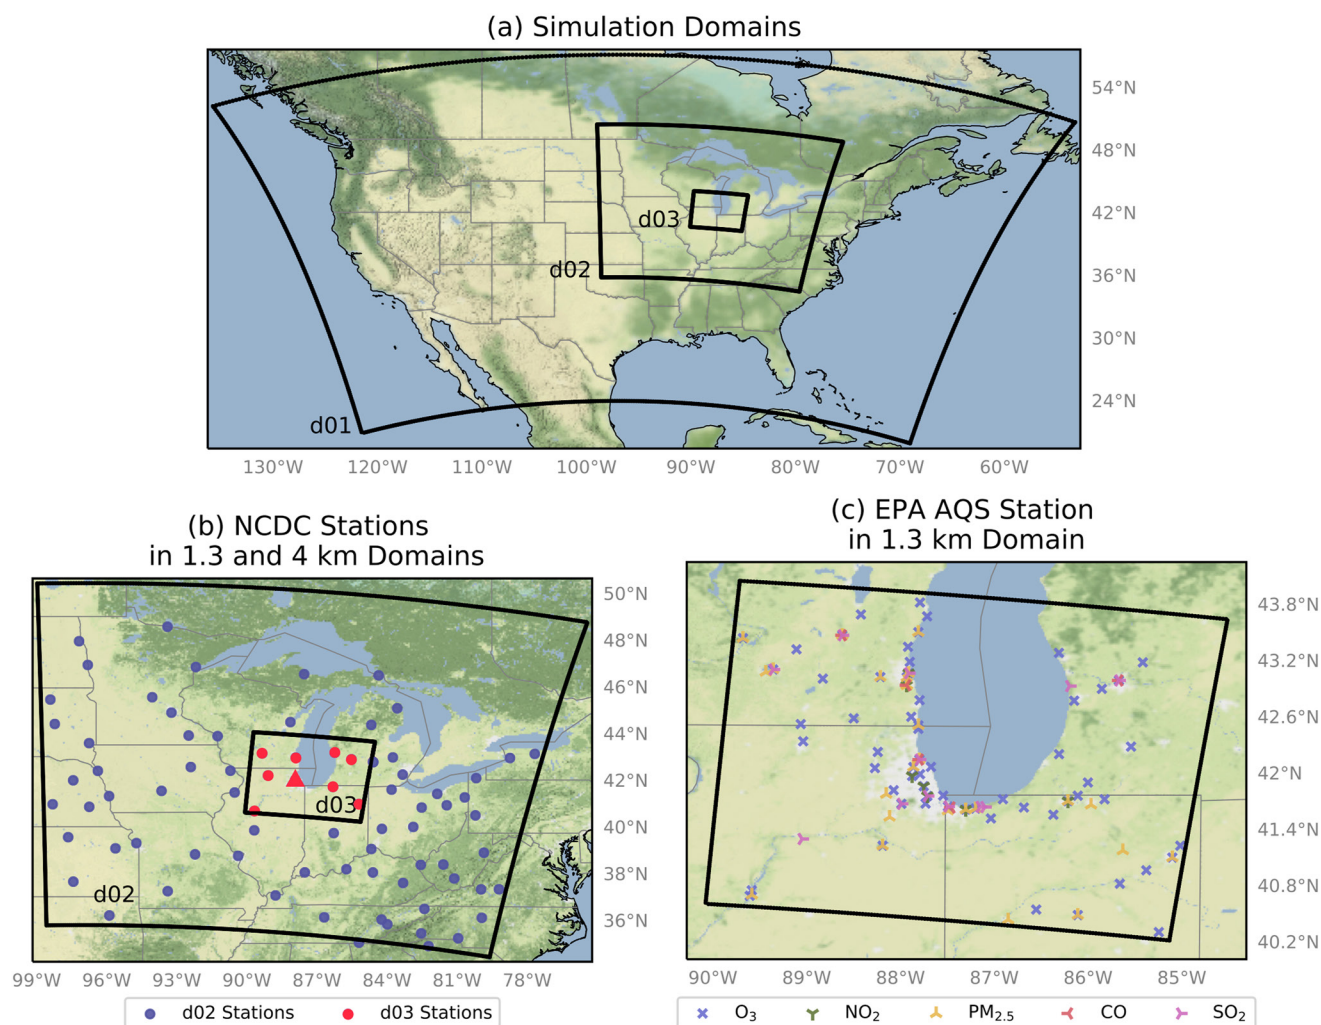 (a) Simulation Domains
54°N
48°N
42°N
36°N
30°N
24°N
d03
d02
d01
130°W 120°W 110°W 100°W 90°W 80°W 70°W 60°W
(b) NCDC Stations
in 1.3 and 4 km Domains
50°N
48°N
46°N
44°N
42°N
40°N
38°N
36°N
d03
d02
99°W 96°W 93°W 90°W 87°W 84°W 81°W 78°W
d02 Stations d03 Stations
(c) EPA AQS Station
in 1.3 km Domain
43.8°N
43.2°N
42.6°N
42°N
41.4°N
40.8°N
40.2°N
90°W 89°W 88°W 87°W 86°W 85°W
O₃ NO₂ PM₂.₅ CO SO₂